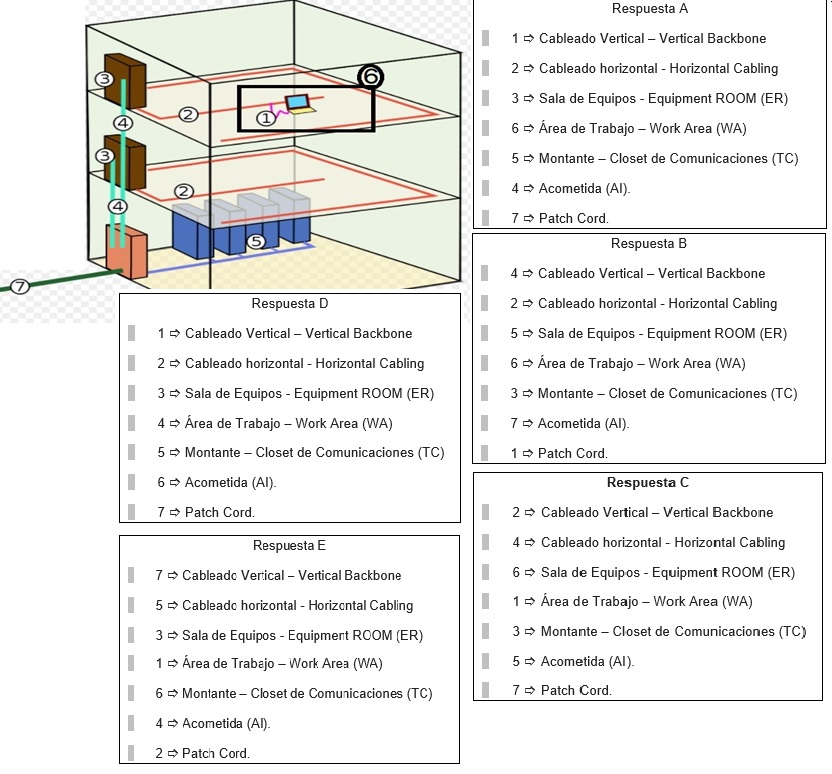 Respuesta A
1 ⇨ Cableado Vertical – Vertical Backbone
2 ⇨ Cableado horizontal - Horizontal Cabling
3 ⇨ Sala de Equipos - Equipment ROOM (ER)
6 ⇨ Área de Trabajo – Work Area (WA)
5 ⇨ Montante – Closet de Comunicaciones (TC)
4 ⇨ Acometida (AI).
7 ⇨ Patch Cord.
6
3
2
1
4
3
2
4
5
7
Respuesta B
4 ⇨ Cableado Vertical – Vertical Backbone
2 ⇨ Cableado horizontal - Horizontal Cabling
5 ⇨ Sala de Equipos - Equipment ROOM (ER)
6 ⇨ Área de Trabajo – Work Area (WA)
3 ⇨ Montante – Closet de Comunicaciones (TC)
7 ⇨ Acometida (AI).
1 ⇨ Patch Cord.
Respuesta D
1 ⇨ Cableado Vertical – Vertical Backbone
2 ⇨ Cableado horizontal - Horizontal Cabling
3 ⇨ Sala de Equipos - Equipment ROOM (ER)
4 ⇨ Área de Trabajo – Work Area (WA)
5 ⇨ Montante – Closet de Comunicaciones (TC)
6 ⇨ Acometida (AI).
7 ⇨ Patch Cord.
Respuesta C
2 ⇨ Cableado Vertical – Vertical Backbone
4 ⇨ Cableado horizontal - Horizontal Cabling
6 ⇨ Sala de Equipos - Equipment ROOM (ER)
1 ⇨ Área de Trabajo – Work Area (WA)
3 ⇨ Montante – Closet de Comunicaciones (TC)
5 ⇨ Acometida (AI).
7 ⇨ Patch Cord.
Respuesta E
7 ⇨ Cableado Vertical – Vertical Backbone
5 ⇨ Cableado horizontal - Horizontal Cabling
3 ⇨ Sala de Equipos - Equipment ROOM (ER)
1 ⇨ Área de Trabajo – Work Area (WA)
6 ⇨ Montante – Closet de Comunicaciones (TC)
4 ⇨ Acometida (AI).
2 ⇨ Patch Cord.